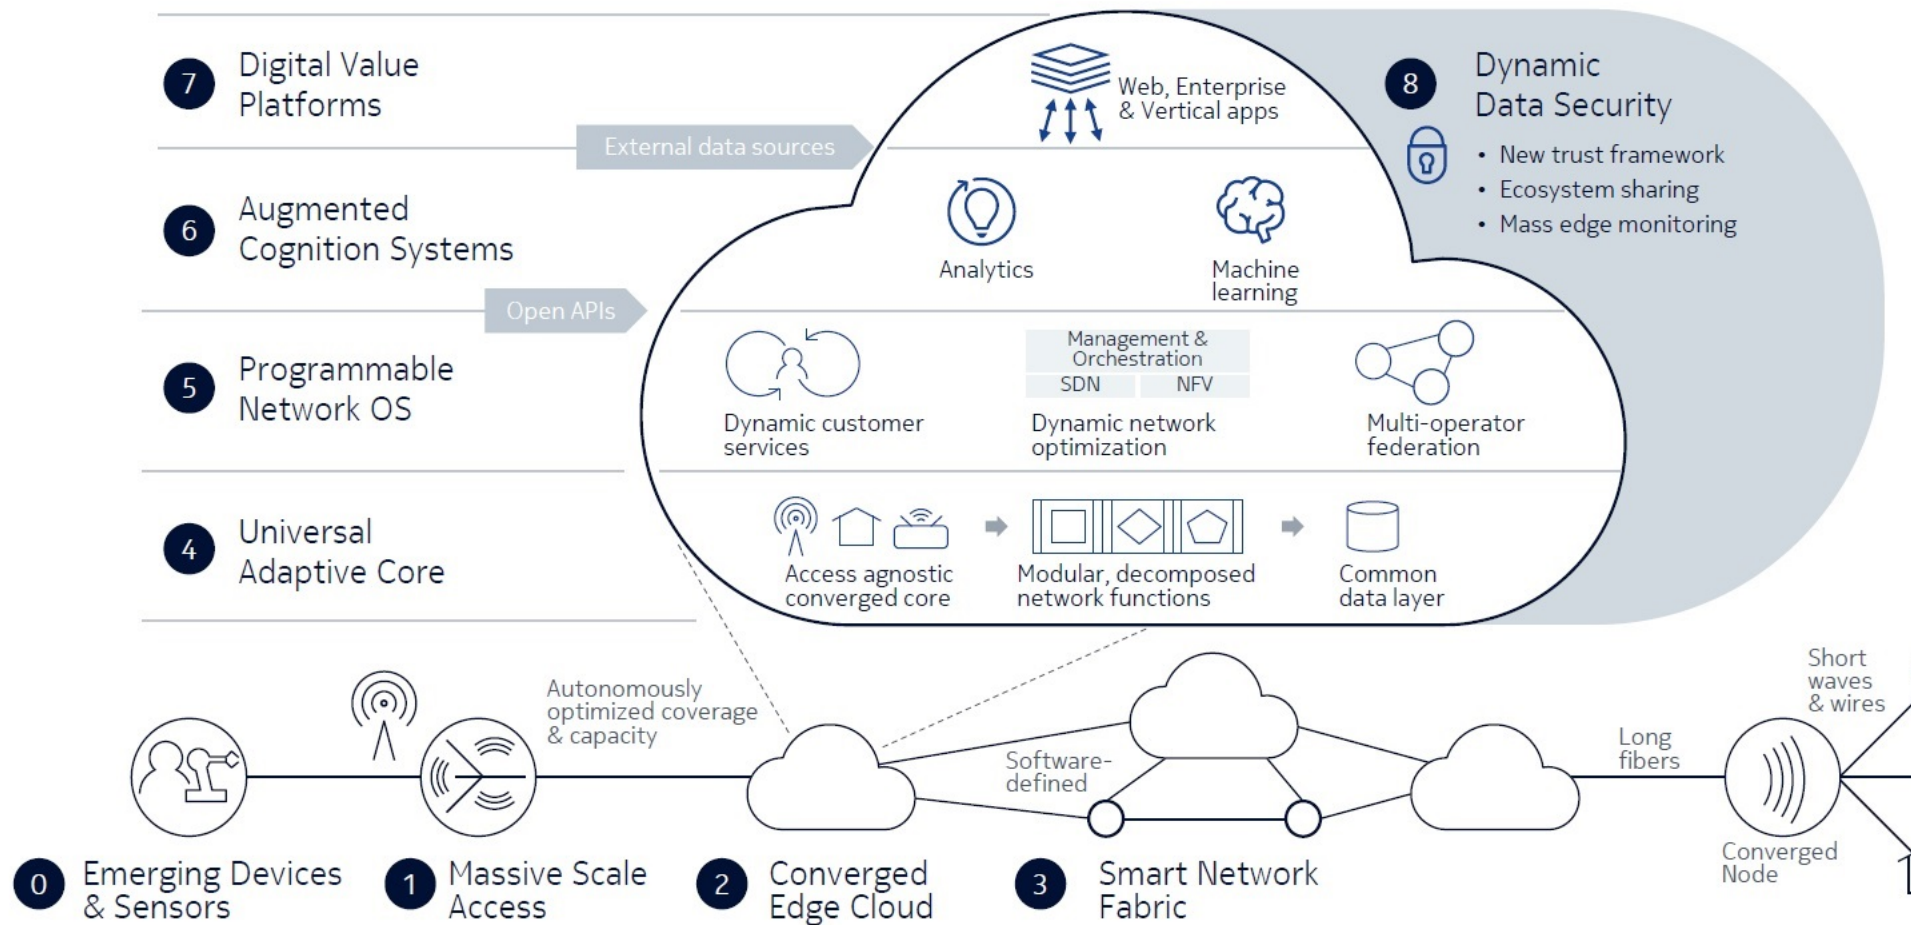 7
Digital Value
Platforms
Web, Enterprise
& Vertical apps
8
Dynamic
Data Security
• New trust framework
• Ecosystem sharing
• Mass edge monitoring
External data sources
6
Augmented
Cognition Systems
Analytics
Machine
learning
Open APIs
5
Programmable
Network OS
Dynamic customer
services
Management &
Orchestration
SDN
NFV
Dynamic network
optimization
Multi-operator
federation
4
Universal
Adaptive Core
Access agnostic
converged core
Modular, decomposed
network functions
Common
data layer
Autonomously
optimized coverage
& capacity
Software-
defined
Long
fibers
Short
waves
& wires
Converged
Node
0
Emerging Devices
& Sensors
1
Massive Scale
Access
2
Converged
Edge Cloud
3
Smart Network
Fabric